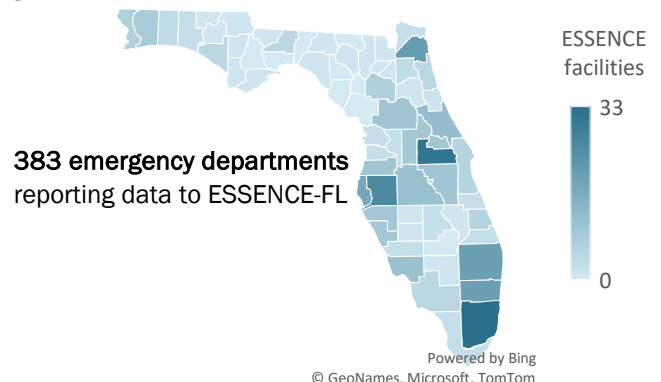 ESSENCE
facilities
33
383 emergency departments
reporting data to ESSENCE-FL
0
Powered by Bing
© GeoNames, Microsoft, TomTom